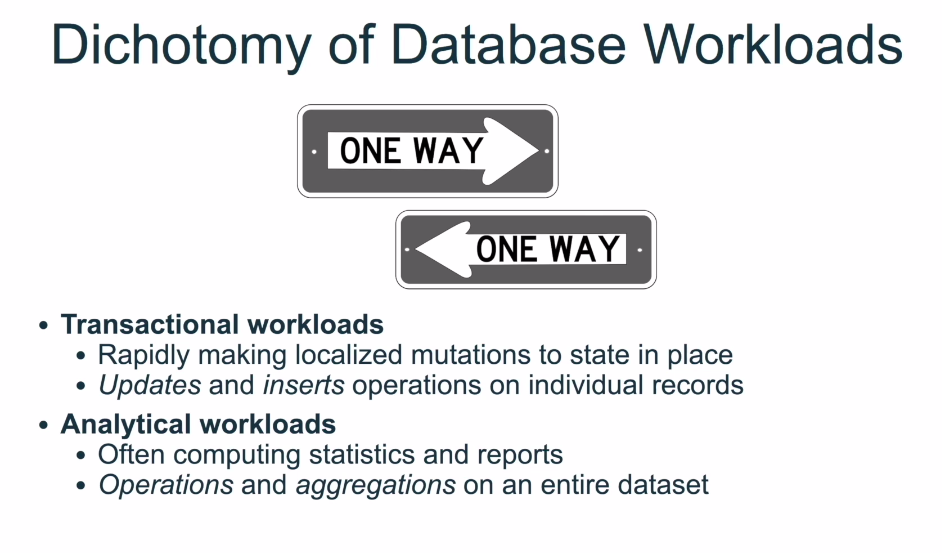 Dichotomy of Database Workloads
ONE WAY
ONE WAY
• Transactional workloads
• Rapidly making localized mutations to state in place
• Updates and inserts operations on individual records
• Analytical workloads
• Often computing statistics and reports
• Operations and aggregations on an entire dataset